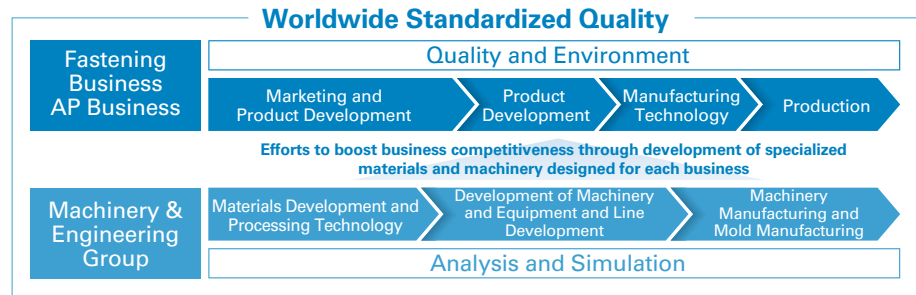 Worldwide Standardized Quality
Fastening
Business
AP Business
Quality and Environment
Marketing and
Product Development
Product
Development
Manufacturing
Technology
Production
Efforts to boost business competitiveness through development of specialized
materials and machinery designed for each business
Machinery &
Engineering
Group
Materials Development and
Processing Technology
Development of Machinery
and Equipment and Line
Development
Machinery
Manufacturing and
Mold Manufacturing
Analysis and Simulation